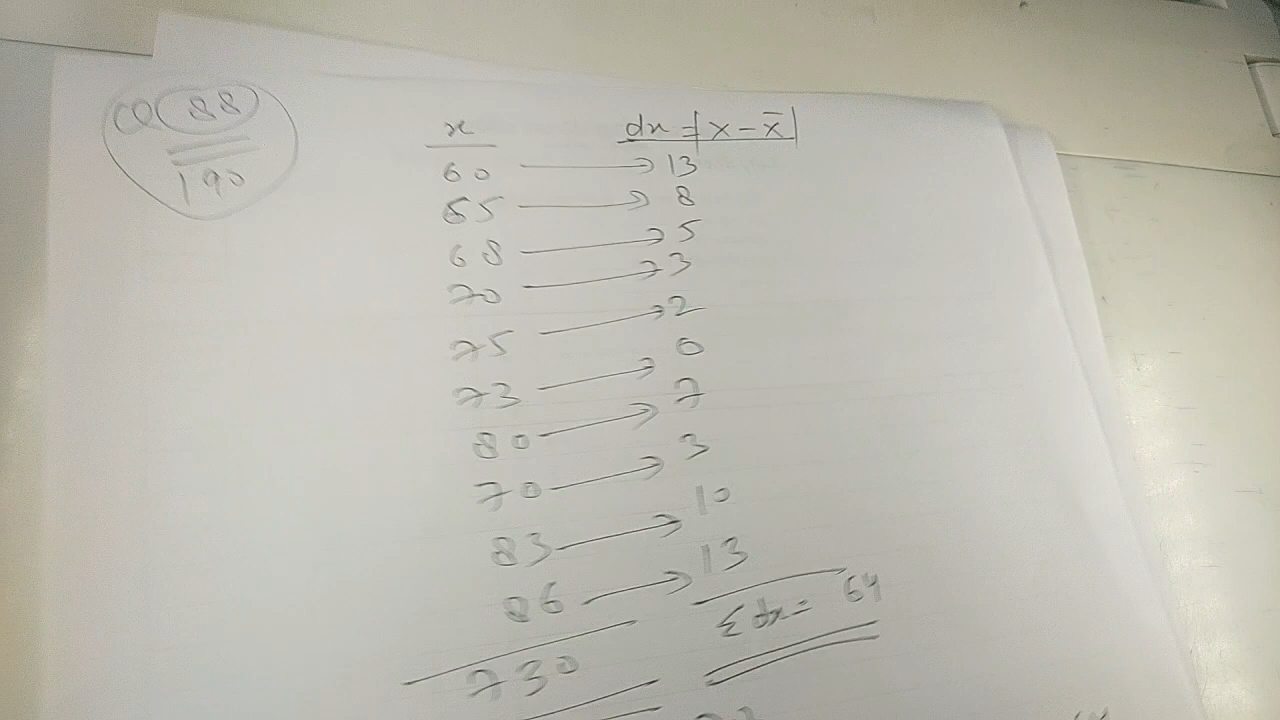 88
190
x dx = |x - x̄|
60 → 13
65 → 8
68 → 5
70 → 3
75 → 2
73 → 0
80 → 7
70 → 3
83 → 10
86 → 13
Σdx = 64
730